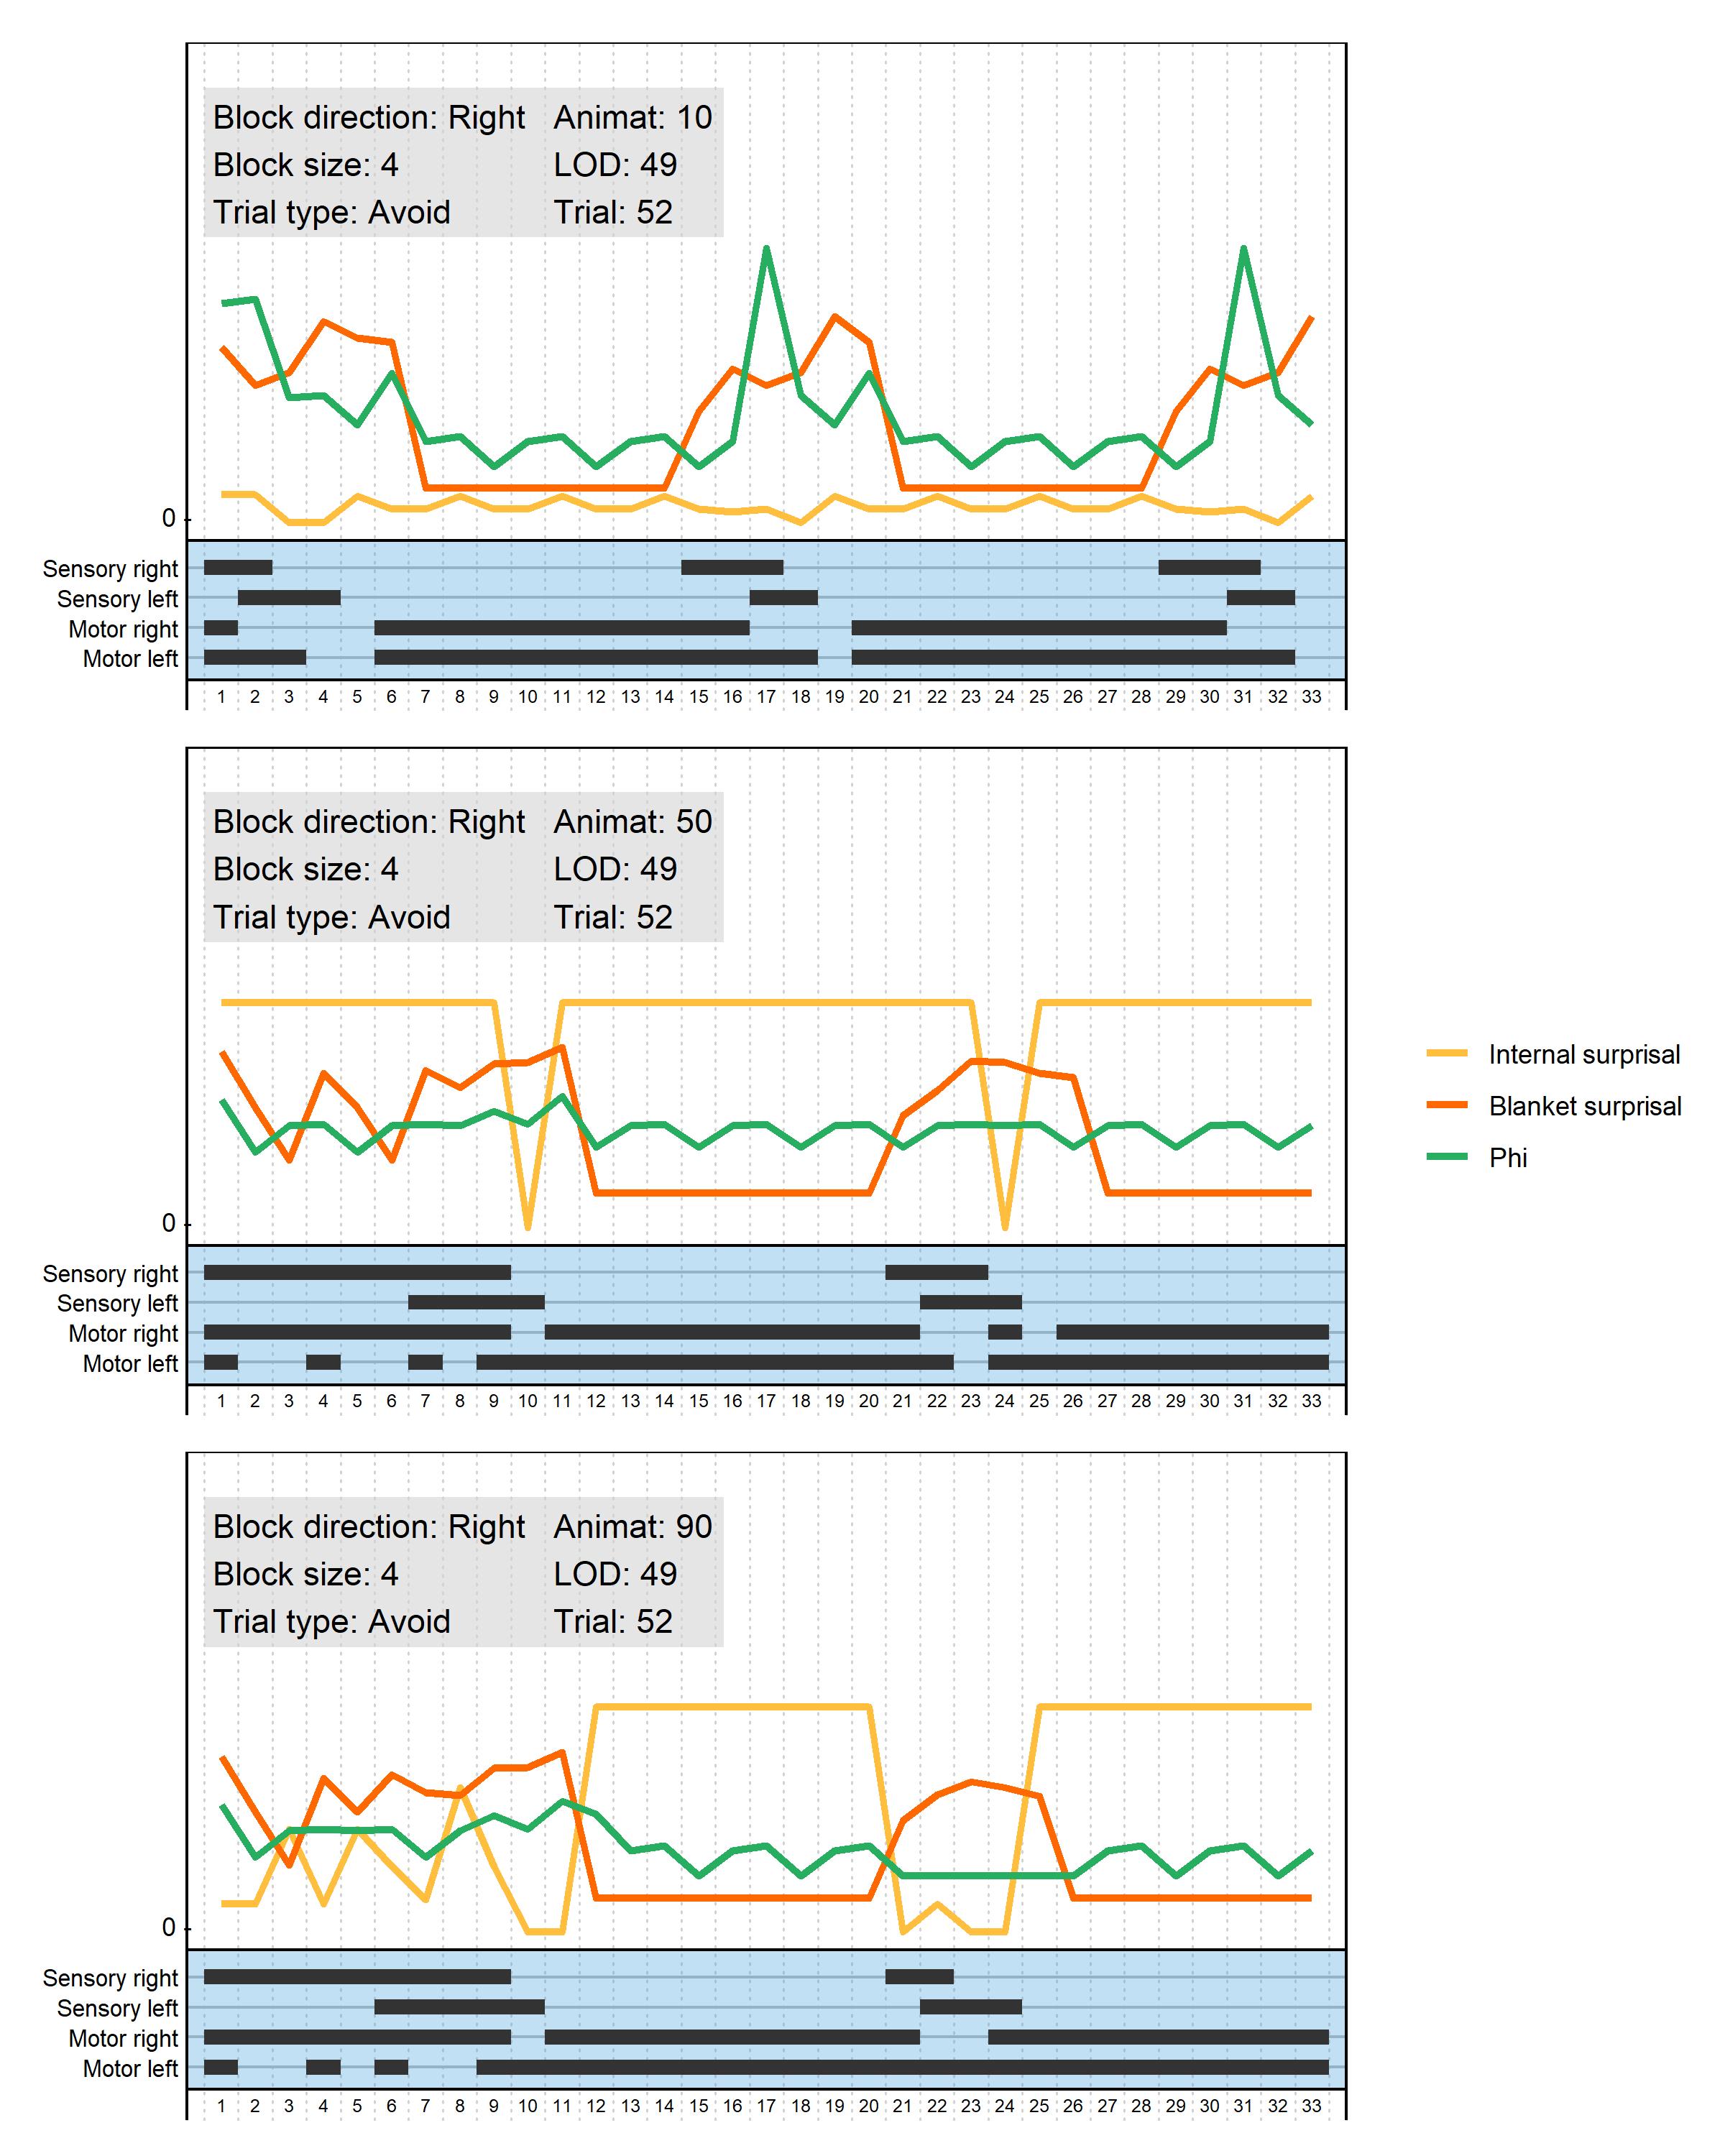 Block direction: Right Animat: 10
Block size: 4 LOD: 49
Trial type: Avoid Trial: 52
0
Sensory right
Sensory left
Motor right
Motor left
1 2 3 4 5 6 7 8 9 10 11 12 13 14 15 16 17 18 19 20 21 22 23 24 25 26 27 28 29 30 31 32 33
Block direction: Right Animat: 50
Block size: 4 LOD: 49
Trial type: Avoid Trial: 52
0
Sensory right
Sensory left
Motor right
Motor left
1 2 3 4 5 6 7 8 9 10 11 12 13 14 15 16 17 18 19 20 21 22 23 24 25 26 27 28 29 30 31 32 33
Internal surprisal
Blanket surprisal
Phi
Block direction: Right Animat: 90
Block size: 4 LOD: 49
Trial type: Avoid Trial: 52
0
Sensory right
Sensory left
Motor right
Motor left
1 2 3 4 5 6 7 8 9 10 11 12 13 14 15 16 17 18 19 20 21 22 23 24 25 26 27 28 29 30 31 32 33